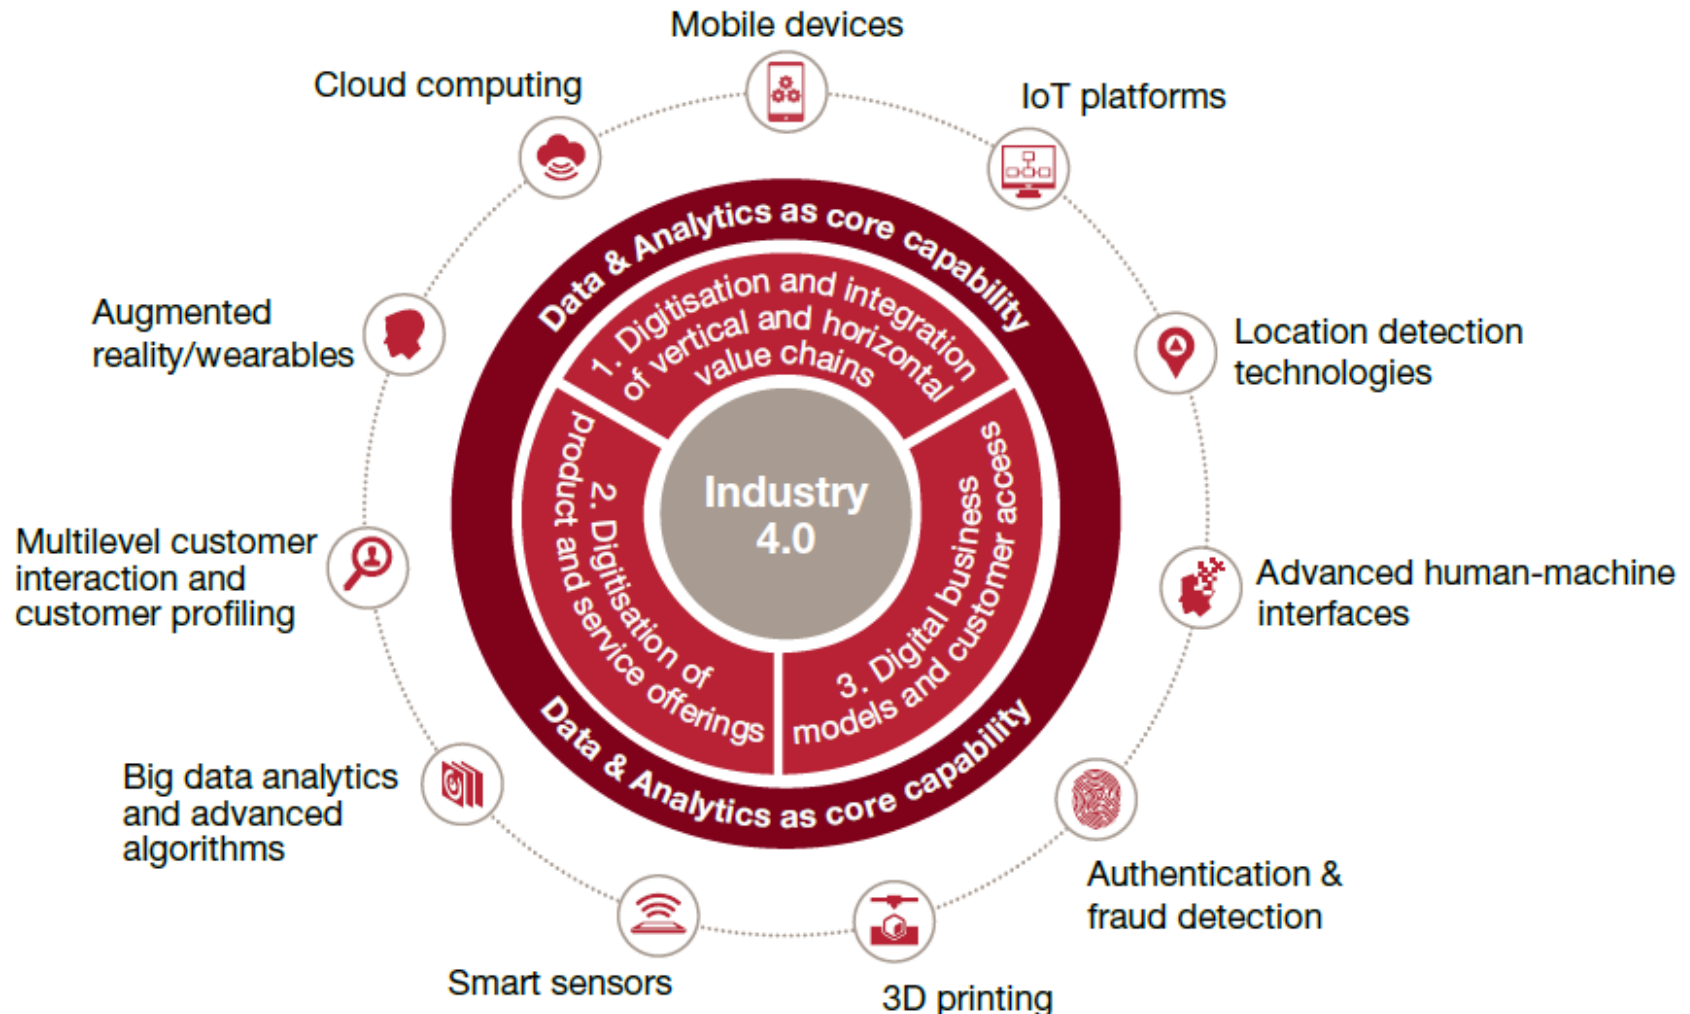 Mobile devices
Cloud computing
IoT platforms
Augmented
reality/wearables
Location detection
technologies
Multilevel customer
interaction and
customer profiling
Advanced human-machine
interfaces
Big data analytics
and advanced
algorithms
Authentication &
fraud detection
Smart sensors
3D printing
Data & Analytics as core capability
1. Digitisation and integration
of vertical and horizontal
value chains
2. Digitisation of
product and service offerings
3. Digital business
models and customer access
Industry
4.0
Data & Analytics as core capability